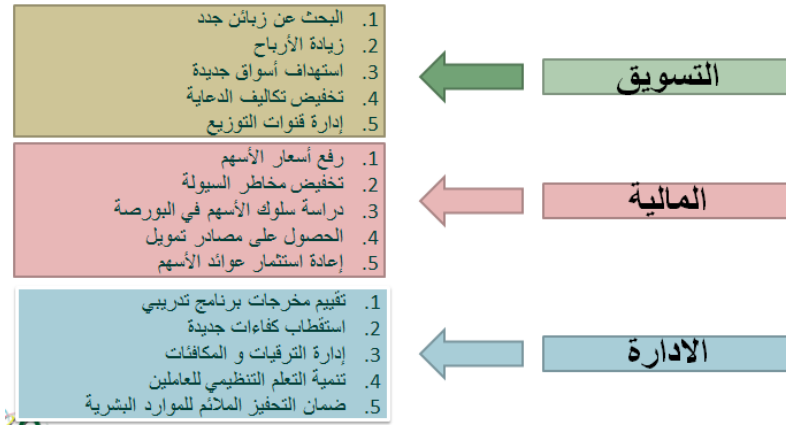 التسويق
1. البحث عن زبائن جدد
2. زيادة الأرباح
3. استهداف أسواق جديدة
4. تخفيض تكاليف الدعاية
5. إدارة قنوات التوزيع
المالية
1. رفع أسعار الأسهم
2. تخفيض مخاطر السيولة
3. دراسة سلوك الأسهم في البورصة
4. الحصول على مصادر تمويل
5. إعادة استثمار عوائد الأسهم
الادارة
1. تقييم مخرجات برنامج تدريبي
2. استقطاب كفاءات جديدة
3. إدارة الترقيات و المكافئات
4. تنمية التعلم التنظيمي للعاملين
5. ضمان التحفيز الملائم للموارد البشرية